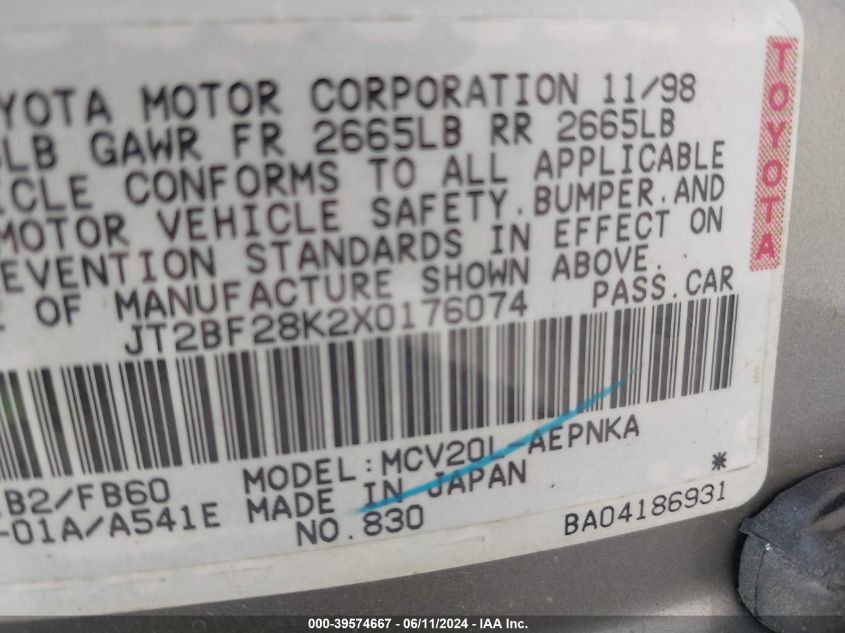 YOTA MOTOR CORPORATION 11/98
LB GAWR FR 2665LB RR 2665LB
ICLE CONFORMS TO ALL APPLICABLE
MOTOR VEHICLE SAFETY,BUMPER,AND
EVENTION STANDARDS IN EFFECT ON
OF MANUFACTURE SHOWN ABOVE.
JT2BF28K2X0176074 PASS.CAR
MODEL:MCV20L-AEPNKA
B2/FB60 MADE IN JAPAN *
-01A/A541E NO.830 BA04186931
TOYOTA
000-39574667 - 06/11/2024 - IAA Inc.